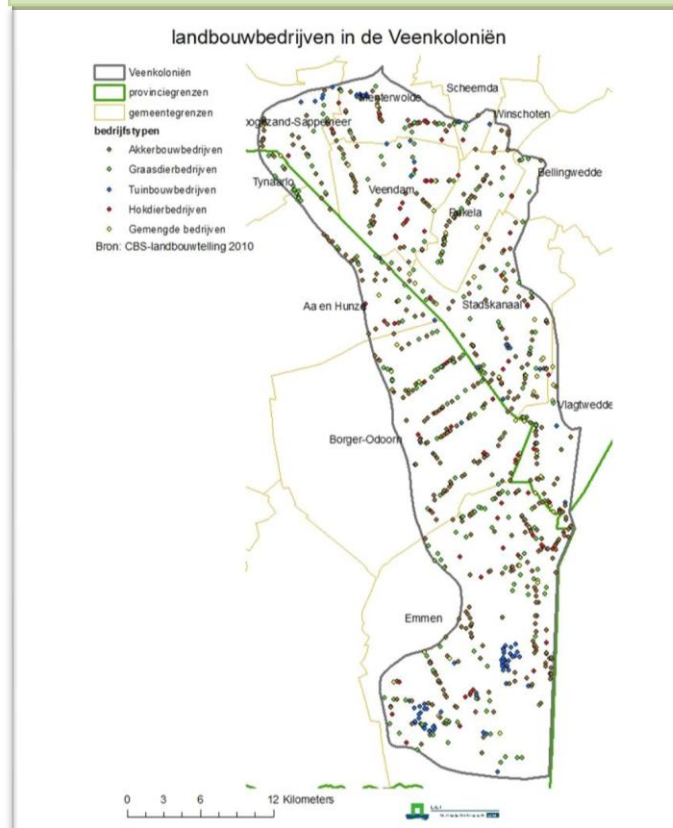 landbouwbedrijven in de Veenkoloniën
Veenkoloniën
provinciegrenzen
gemeentegrenzen
bedrijfstypen
Akkerbouwbedrijven
Graasdierbedrijven
Tuinbouwbedrijven
Hokdierbedrijven
Gemengde bedrijven
Bron: CBS-landbouwtelling 2010
Scheemda
Menterwolde
Winschoten
oogezand-Sappemeer
Bellingwedde
Tynaarlo
Veendam
Pekela
Aa en Hunze
Stadskanaal
Vlagtwedde
Borger-Odoorn
Emmen
0 3 6 12 Kilometers